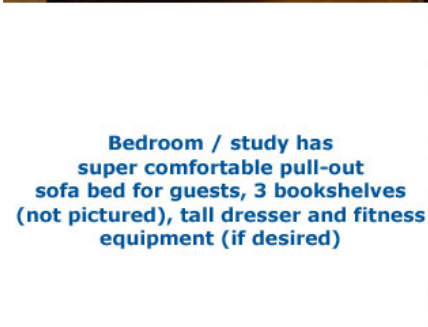 Bedroom / study has
super comfortable pull-out
sofa bed for guests, 3 bookshelves
(not pictured), tall dresser and fitness
equipment (if desired)